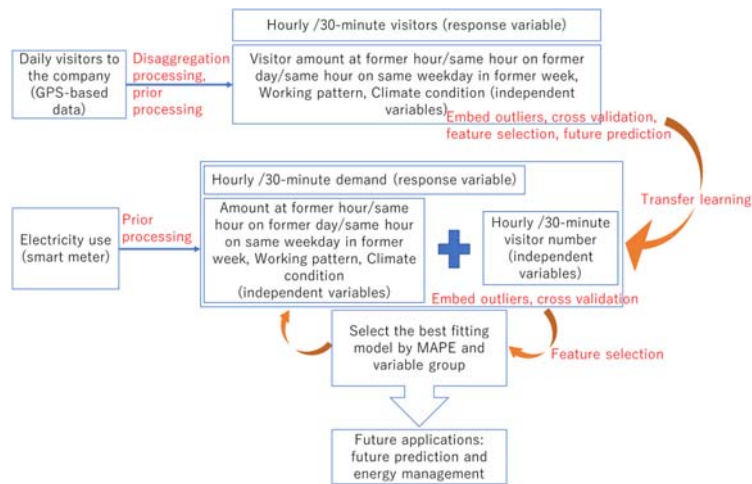 Hourly /30-minute visitors (response variable)
Daily visitors to
the company
(GPS-based
data)
Disaggregation
processing,
prior
processing
Visitor amount at former hour/same hour on former
day/same hour on same weekday in former week,
Working pattern, Climate condition (independent
variables)
Embed outliers, cross validation,
feature selection, future prediction
Transfer learning
Hourly /30-minute demand (response variable)
Electricity use
(smart meter)
Prior
processing
Amount at former hour/same
hour on former day/same hour
on same weekday in former
week, Working pattern, Climate
condition
(independent variables)
Hourly /30-minute
visitor number
(independent
variables)
Embed outliers, cross validation
Select the best fitting
model by MAPE and
variable group
Feature selection
Future applications:
future prediction and
energy management